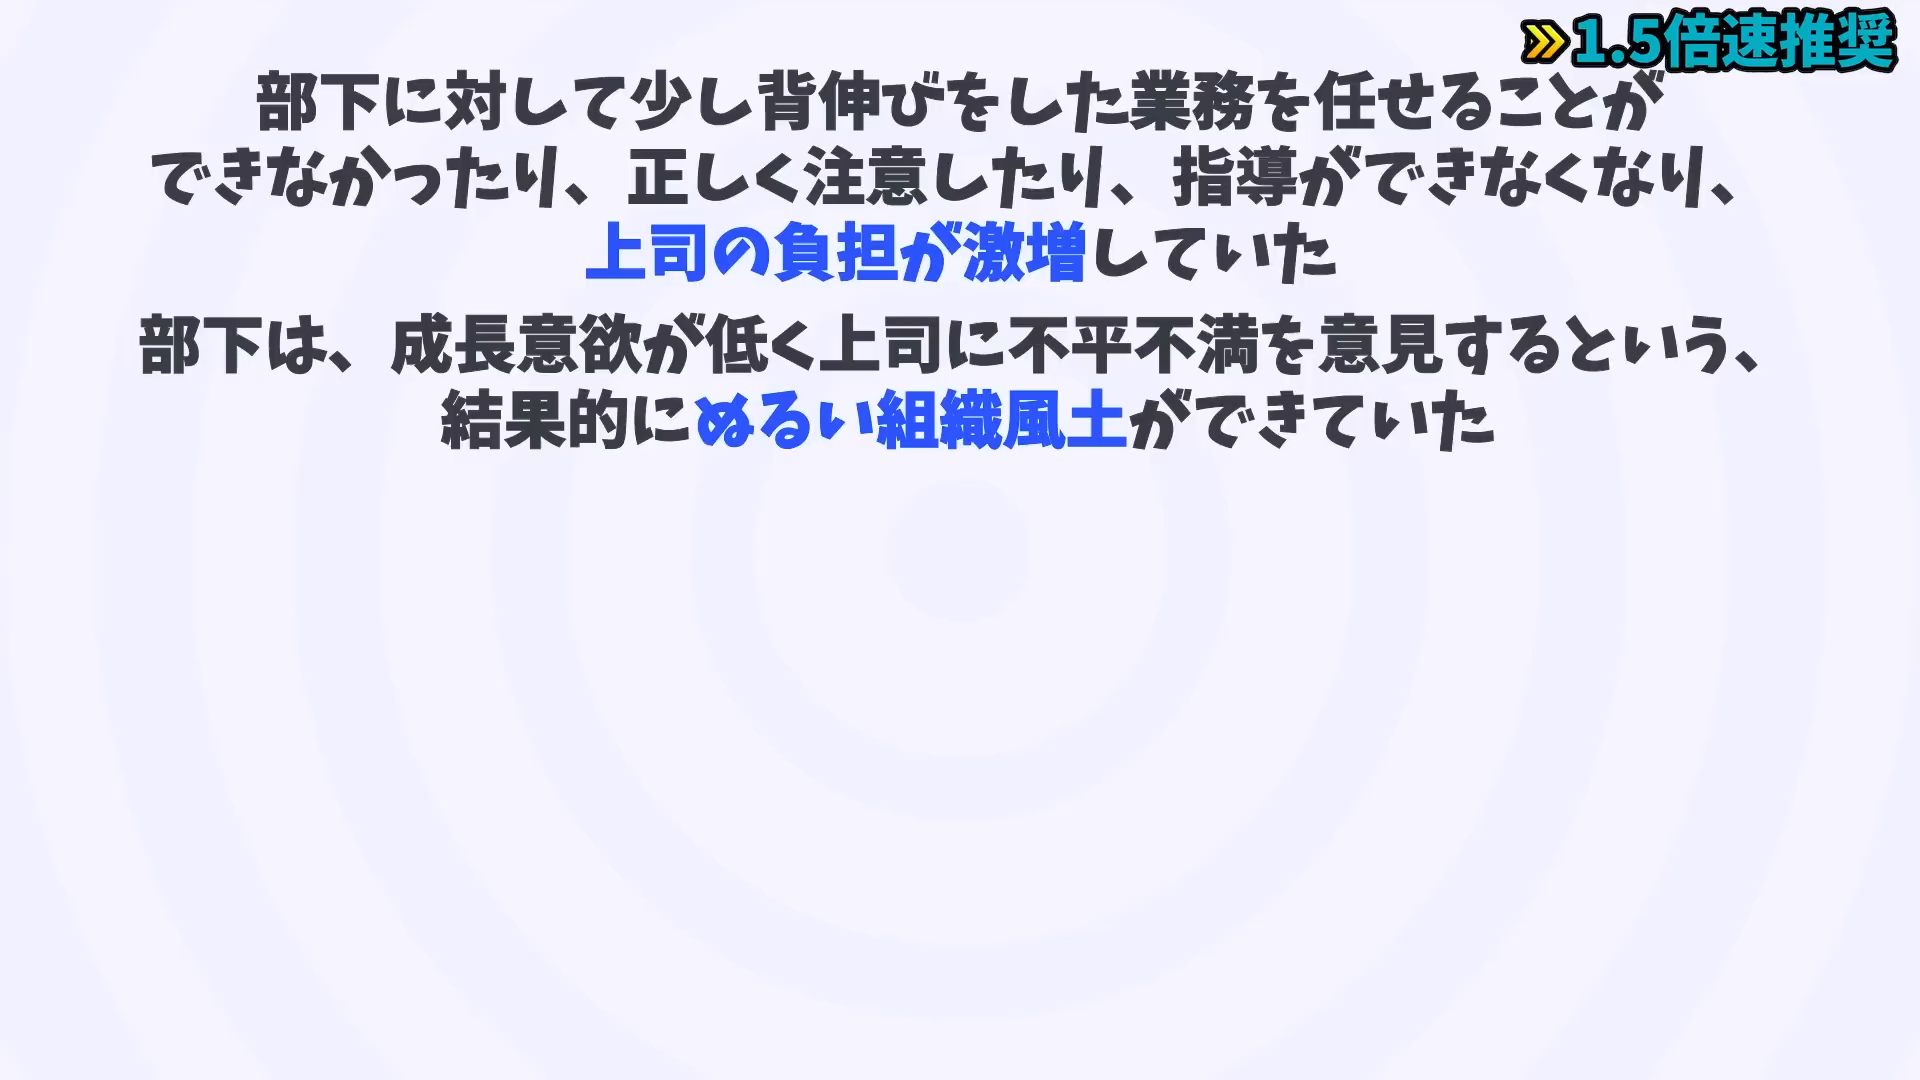 1.5倍速推奨
部下に対して少し背伸びをした業務を任せることが
できなかったり、正しく注意したり、指導ができなくなり、
上司の負担が激増していた
部下は、成長意欲が低く上司に不平不満を意見するという、
結果的にぬるい組織風土ができていた